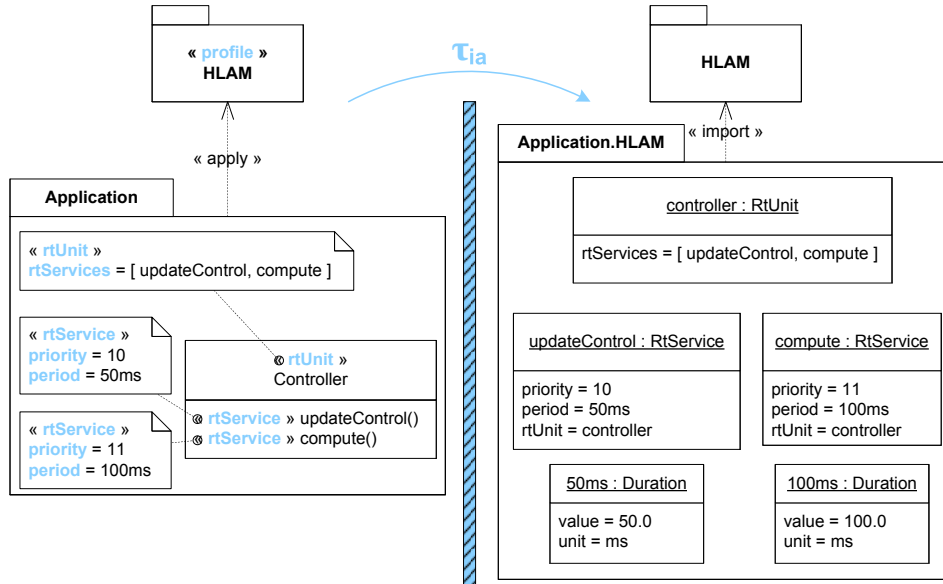 « profile »
HLAM
« apply »
Application
« rtUnit »
rtServices = [ updateControl, compute ]
« rtService »
priority = 10
period = 50ms
« rtService »
priority = 11
period = 100ms
« rtUnit »
Controller
« rtService » updateControl()
« rtService » compute()
τia
HLAM
« import »
Application.HLAM
controller : RtUnit
rtServices = [ updateControl, compute ]
updateControl : RtService
priority = 10
period = 50ms
rtUnit = controller
compute : RtService
priority = 11
period = 100ms
rtUnit = controller
50ms : Duration
value = 50.0
unit = ms
100ms : Duration
value = 100.0
unit = ms